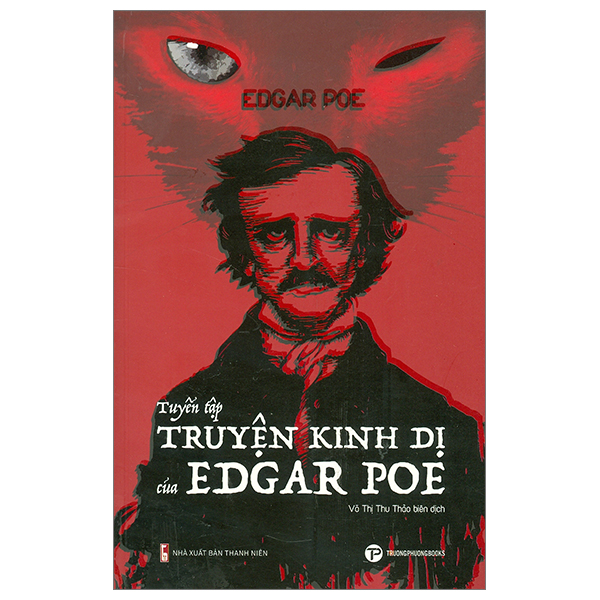 EDGAR POE
Tuyển tập
TRUYỆN KINH DỊ
của EDGAR POE
Võ Thị Thu Thảo biên dịch
NHÀ XUẤT BẢN THANH NIÊN
TP TRUONGPHUONGBOOKS